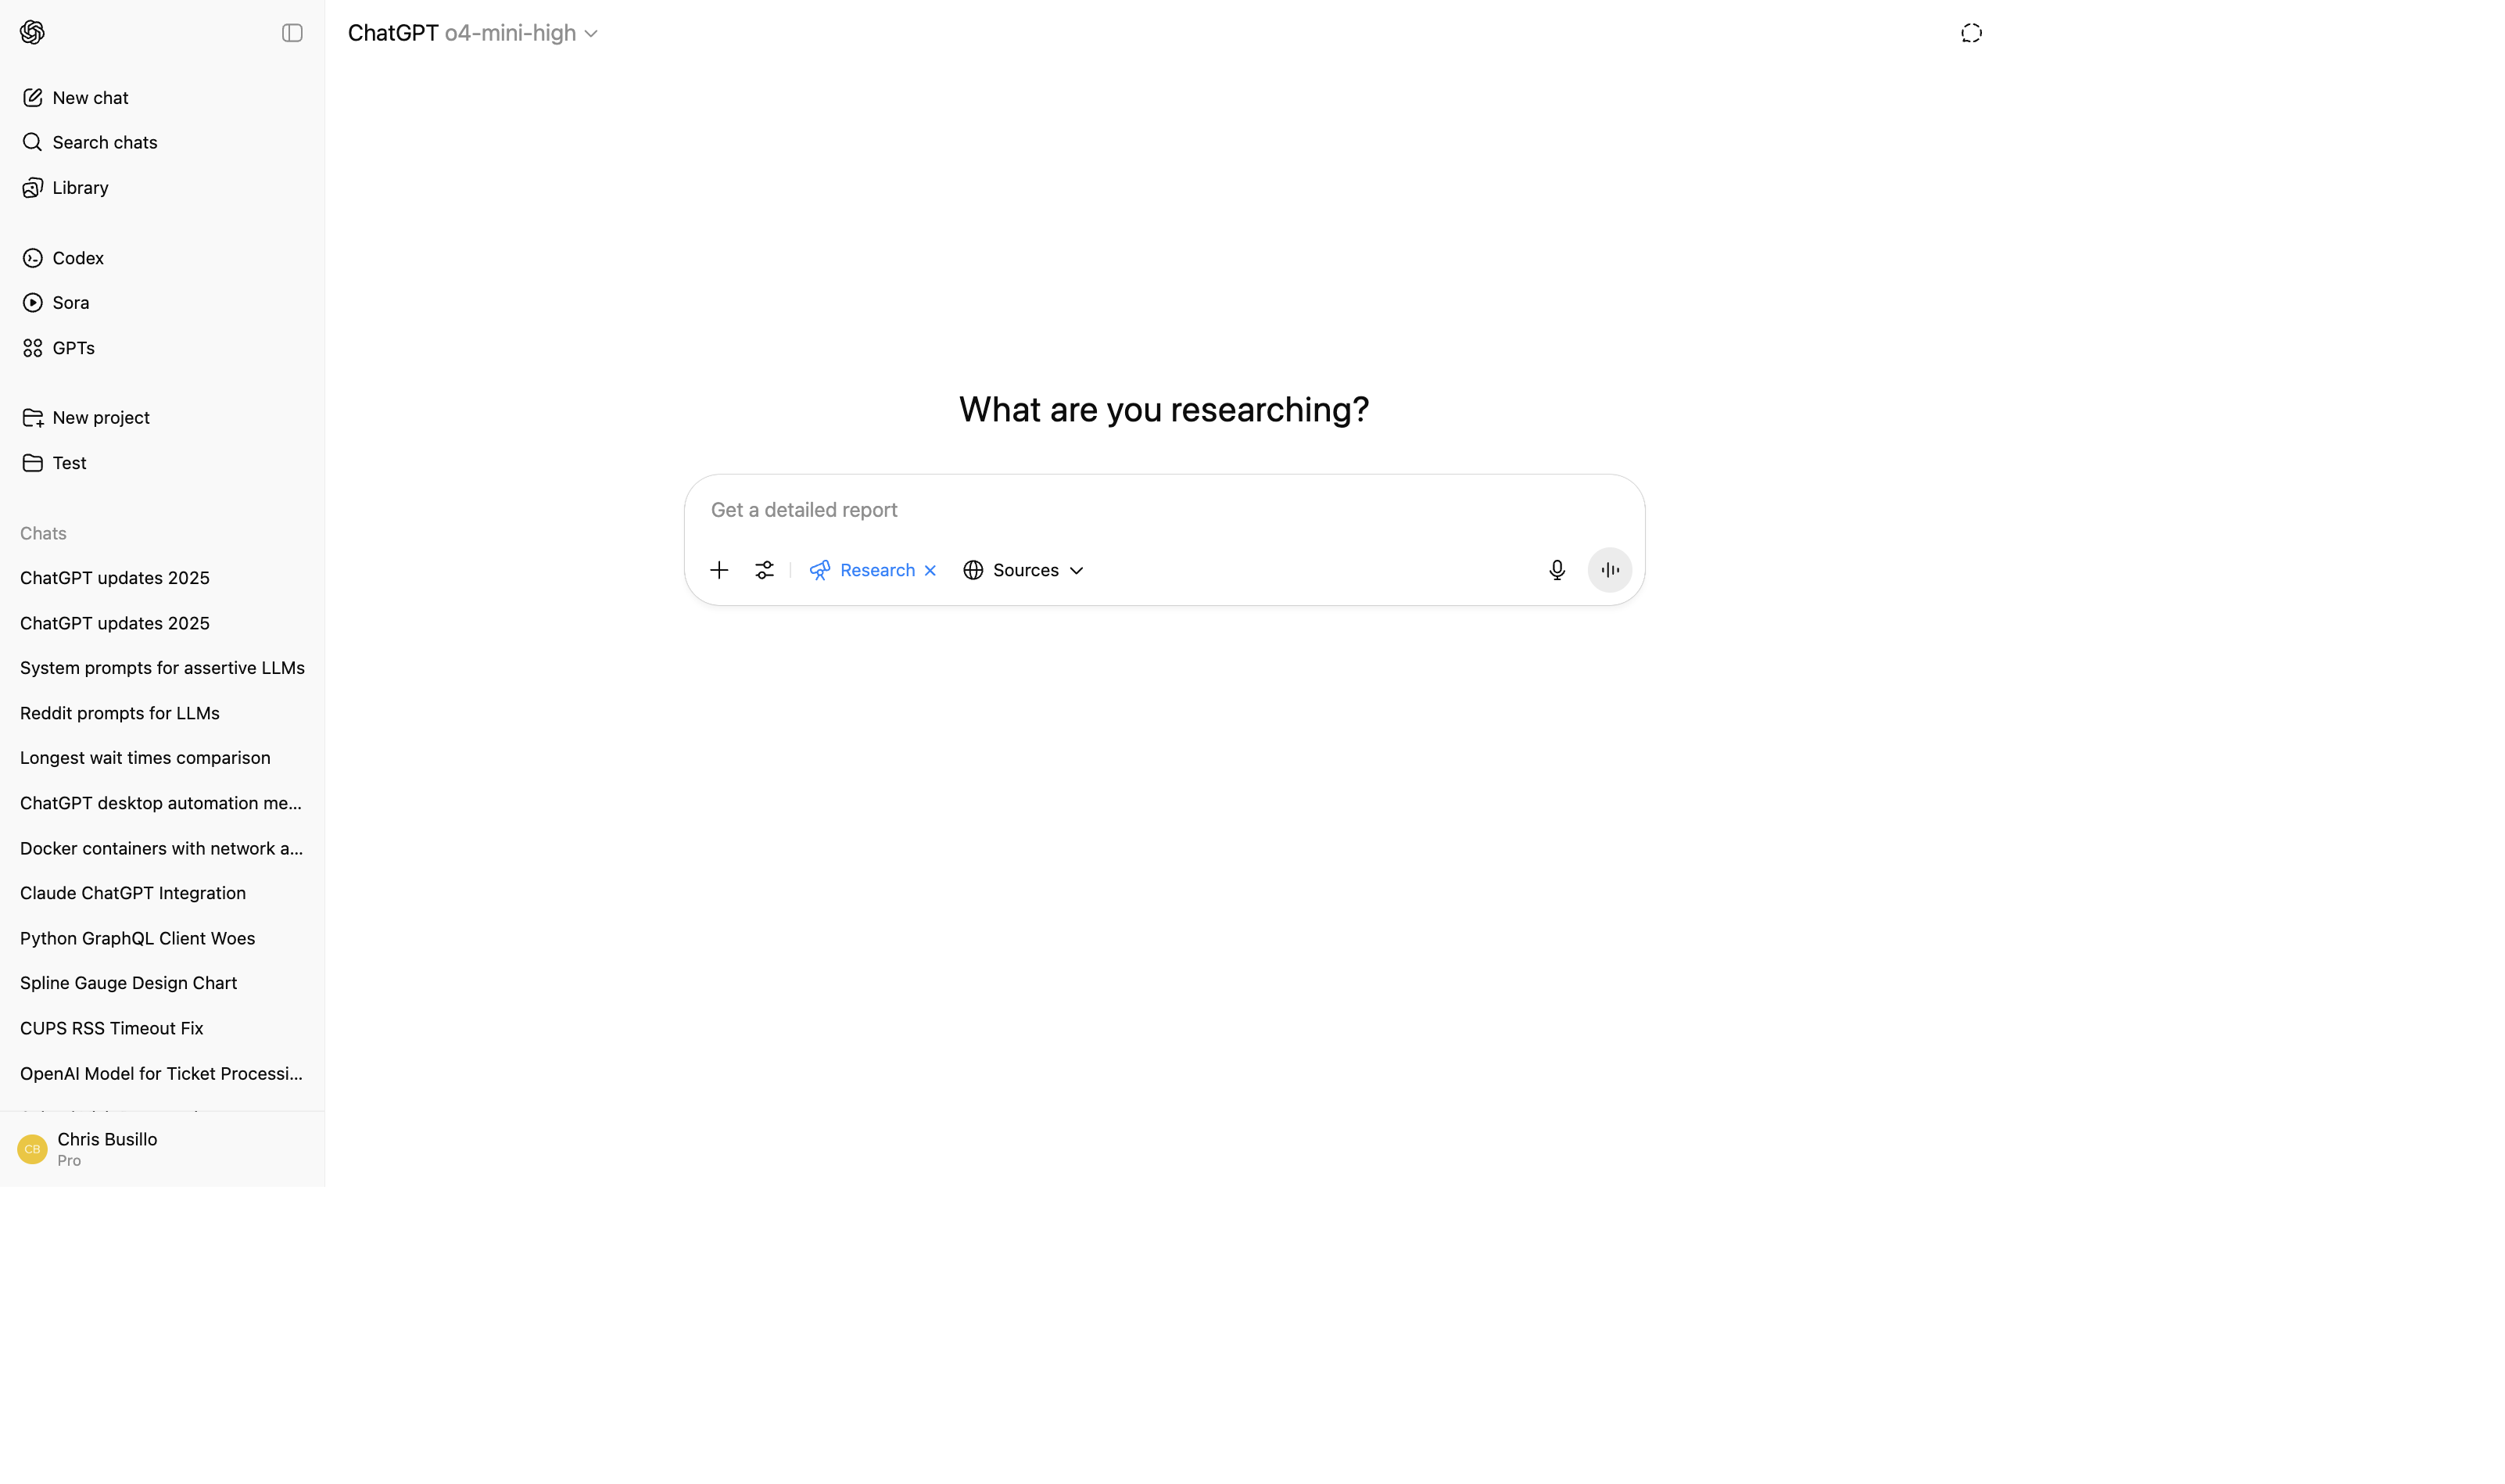 ChatGPT o4-mini-high
New chat
Search chats
Library
Codex
Sora
GPTs
New project
Test
Chats
ChatGPT updates 2025
ChatGPT updates 2025
System prompts for assertive LLMs
Reddit prompts for LLMs
Longest wait times comparison
ChatGPT desktop automation me...
Docker containers with network a...
Claude ChatGPT Integration
Python GraphQL Client Woes
Spline Gauge Design Chart
CUPS RSS Timeout Fix
OpenAI Model for Ticket Processi...
CB
Chris Busillo
Pro
What are you researching?
Get a detailed report
Research
Sources